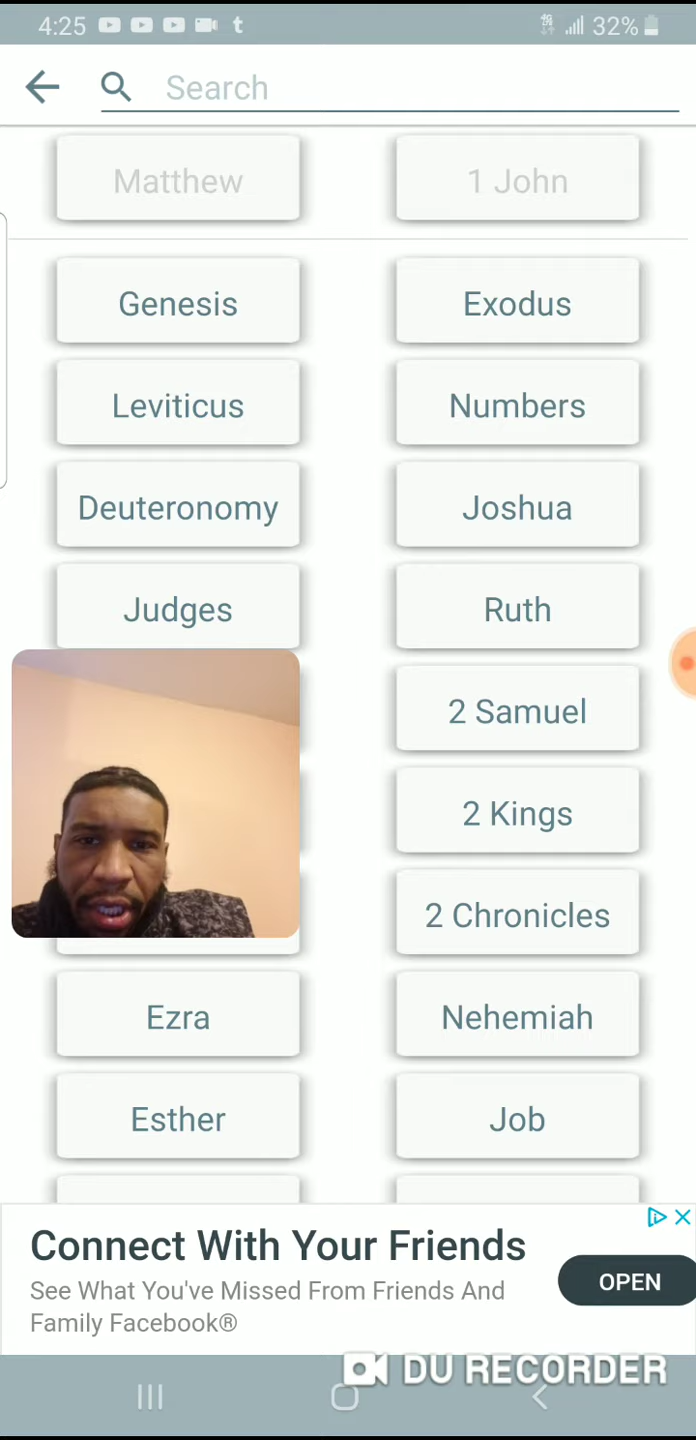 4:25 t 32%
Search
Matthew 1 John
Genesis Exodus
Leviticus Numbers
Deuteronomy Joshua
Judges Ruth
2 Samuel
2 Kings
2 Chronicles
Ezra Nehemiah
Esther Job
Connect With Your Friends
See What You've Missed From Friends And
Family Facebook®
OPEN
DU RECORDER